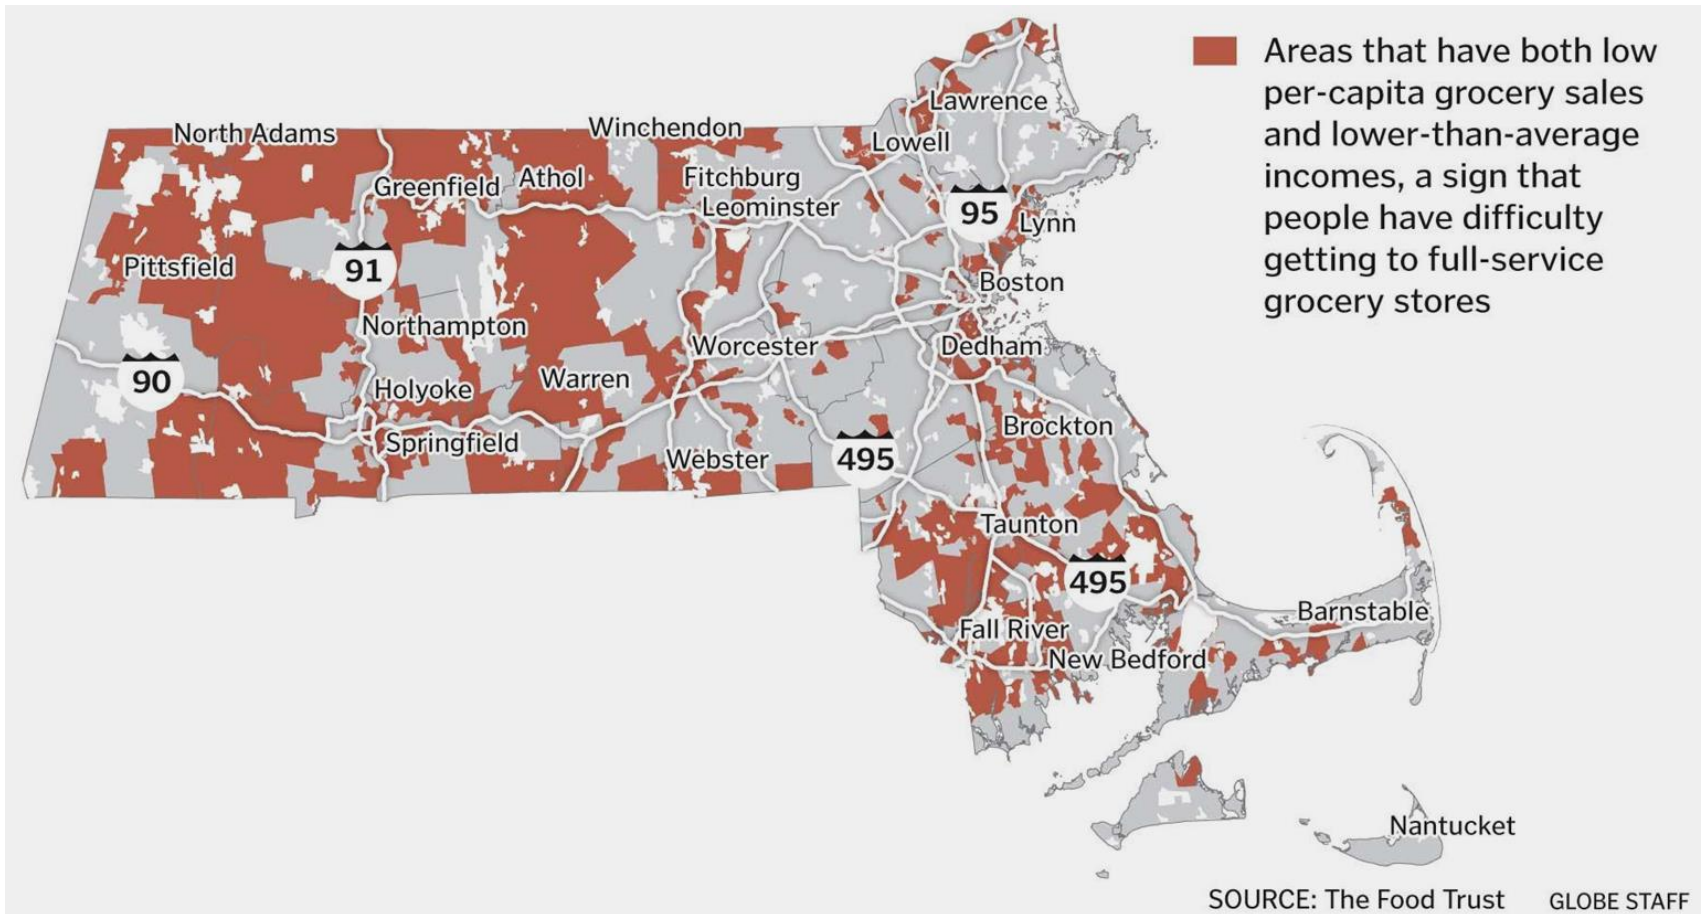 Areas that have both low
per-capita grocery sales
and lower-than-average
incomes, a sign that
people have difficulty
getting to full-service
grocery stores
North Adams
Winchendon
Lawrence
Lowell
Greenfield
Athol
Fitchburg
Leominster
95
Lynn
Pittsfield
91
Boston
Northampton
Worcester
Dedham
90
Holyoke
Warren
Springfield
Webster
495
Brockton
Taunton
495
Barnstable
Fall River
New Bedford
Nantucket
SOURCE: The Food Trust
GLOBE STAFF